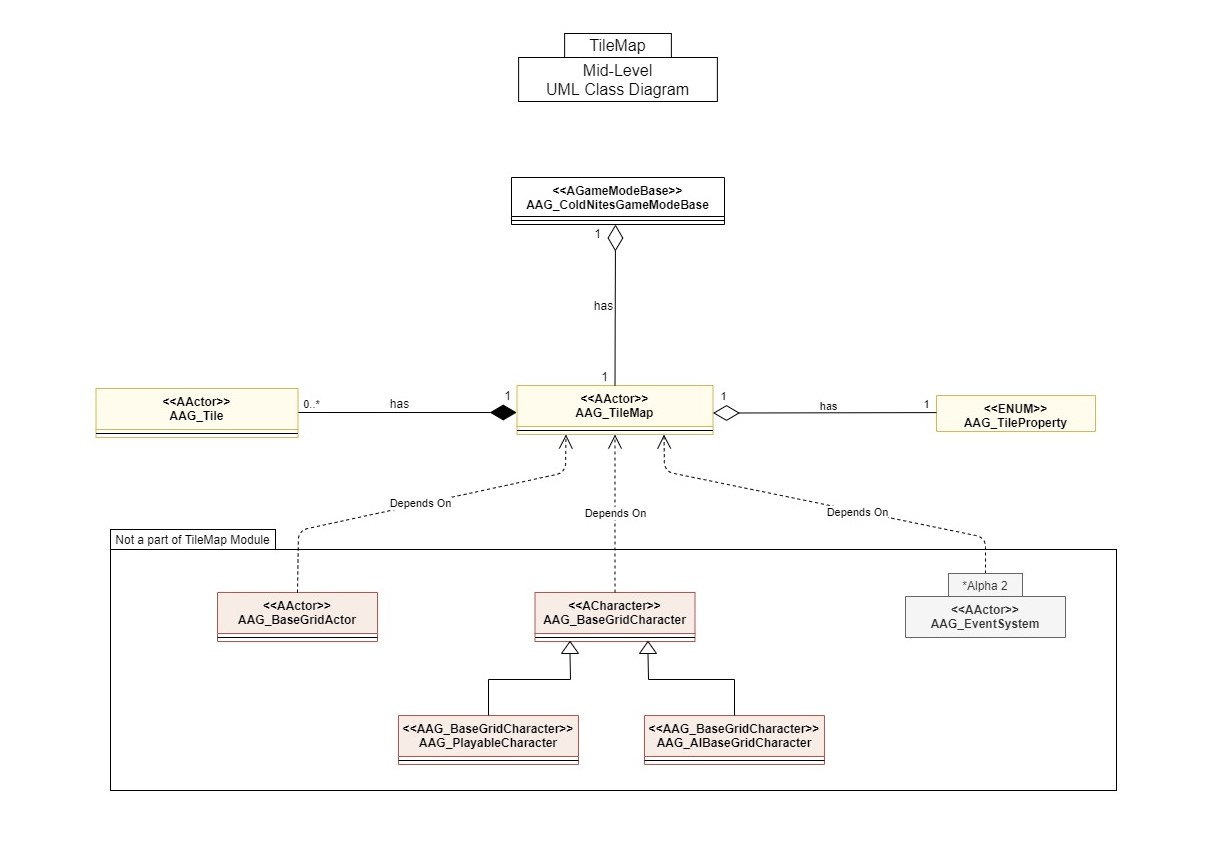 TileMap
Mid-Level
UML Class Diagram
<<AGameModeBase>>
AAG_ColdNitesGameModeBase
1
has
1
<<AActor>>
AAG_Tile
0..*
has
1
<<AActor>>
AAG_TileMap
1
has
1
<<ENUM>>
AAG_TileProperty
Depends On
Depends On
Depends On
Not a part of TileMap Module
<<AActor>>
AAG_BaseGridActor
<<ACharacter>>
AAG_BaseGridCharacter
*Alpha 2
<<AActor>>
AAG_EventSystem
<<AAG_BaseGridCharacter>>
AAG_PlayableCharacter
<<AAG_BaseGridCharacter>>
AAG_AIBaseGridCharacter